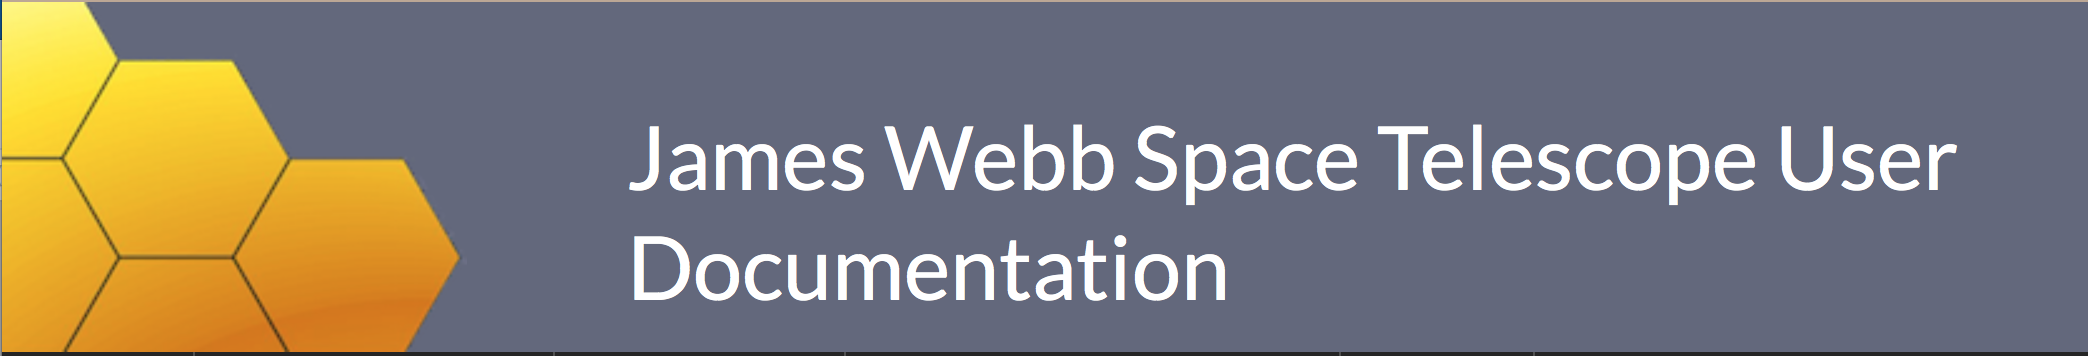 James Webb Space Telescope User
Documentation